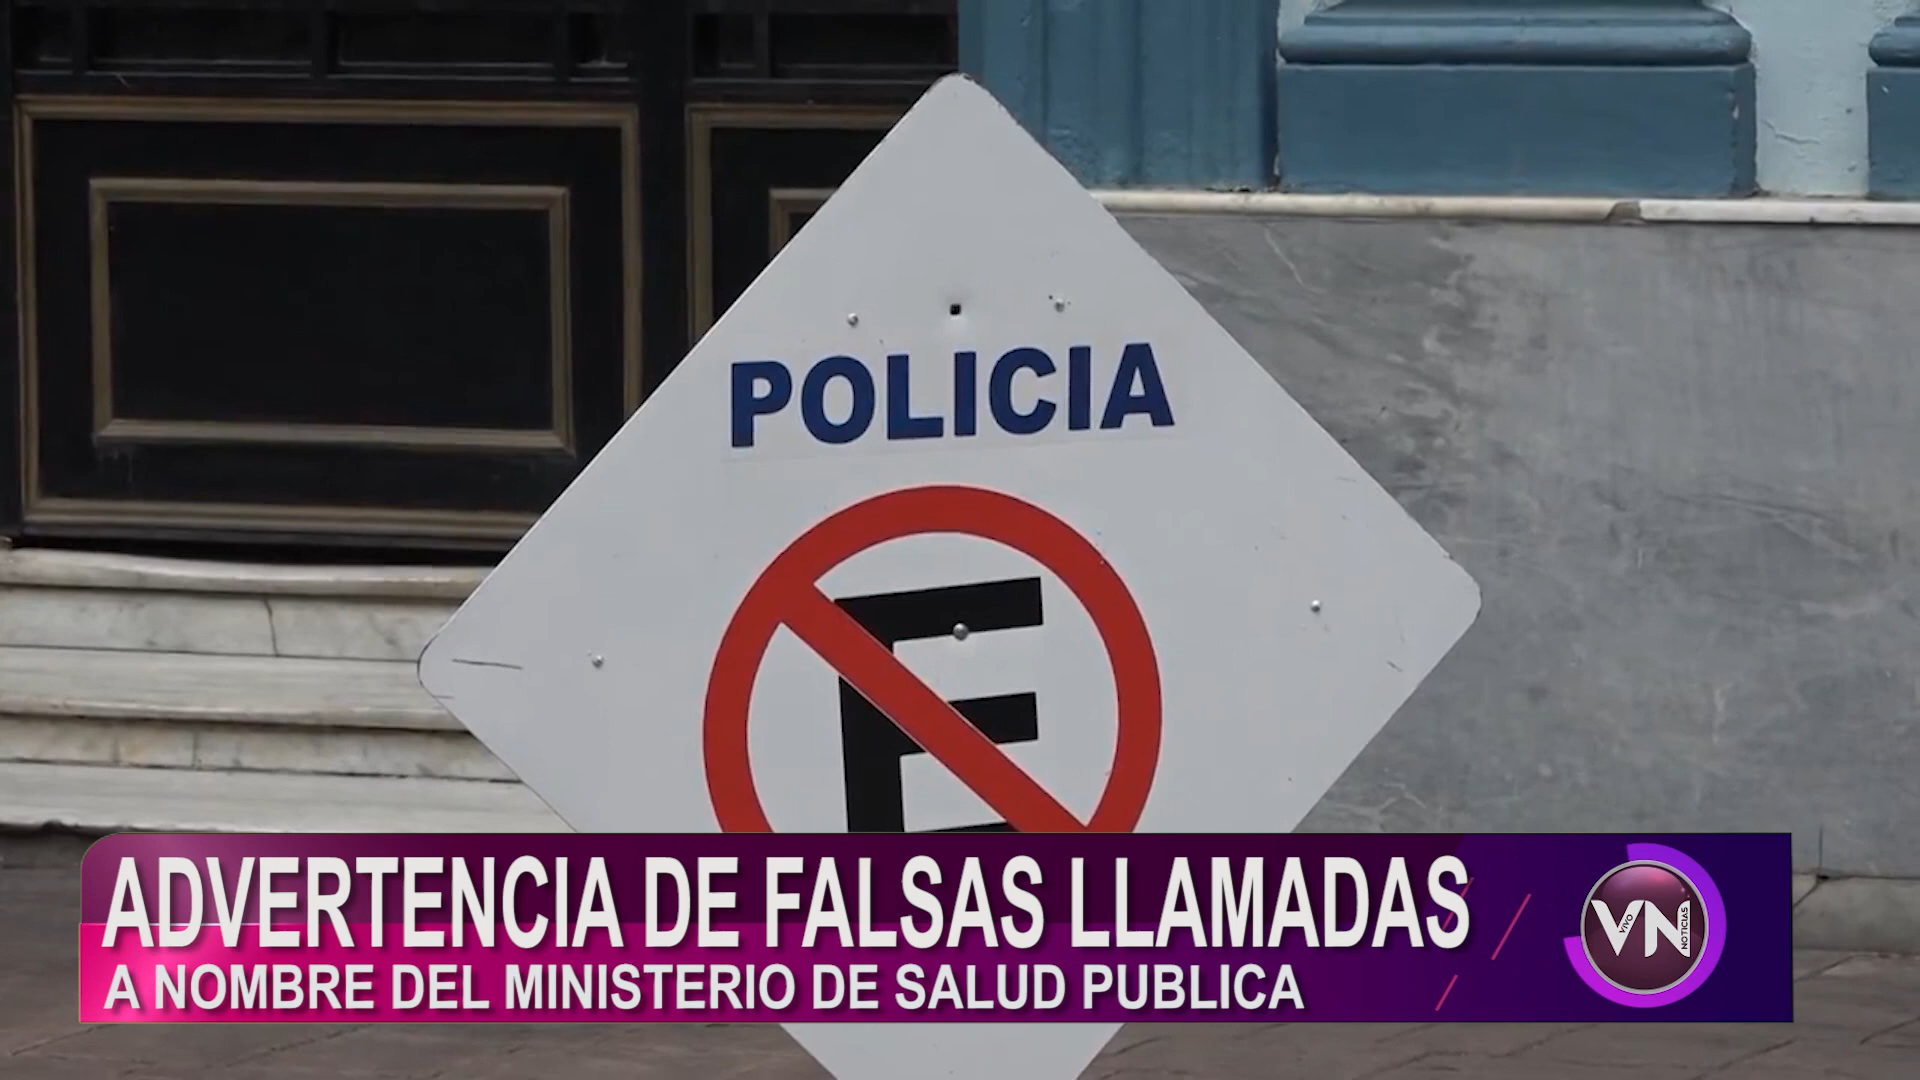 POLICIA
E
ADVERTENCIA DE FALSAS LLAMADAS
A NOMBRE DEL MINISTERIO DE SALUD PUBLICA
VN
VIVO
NOTICIAS